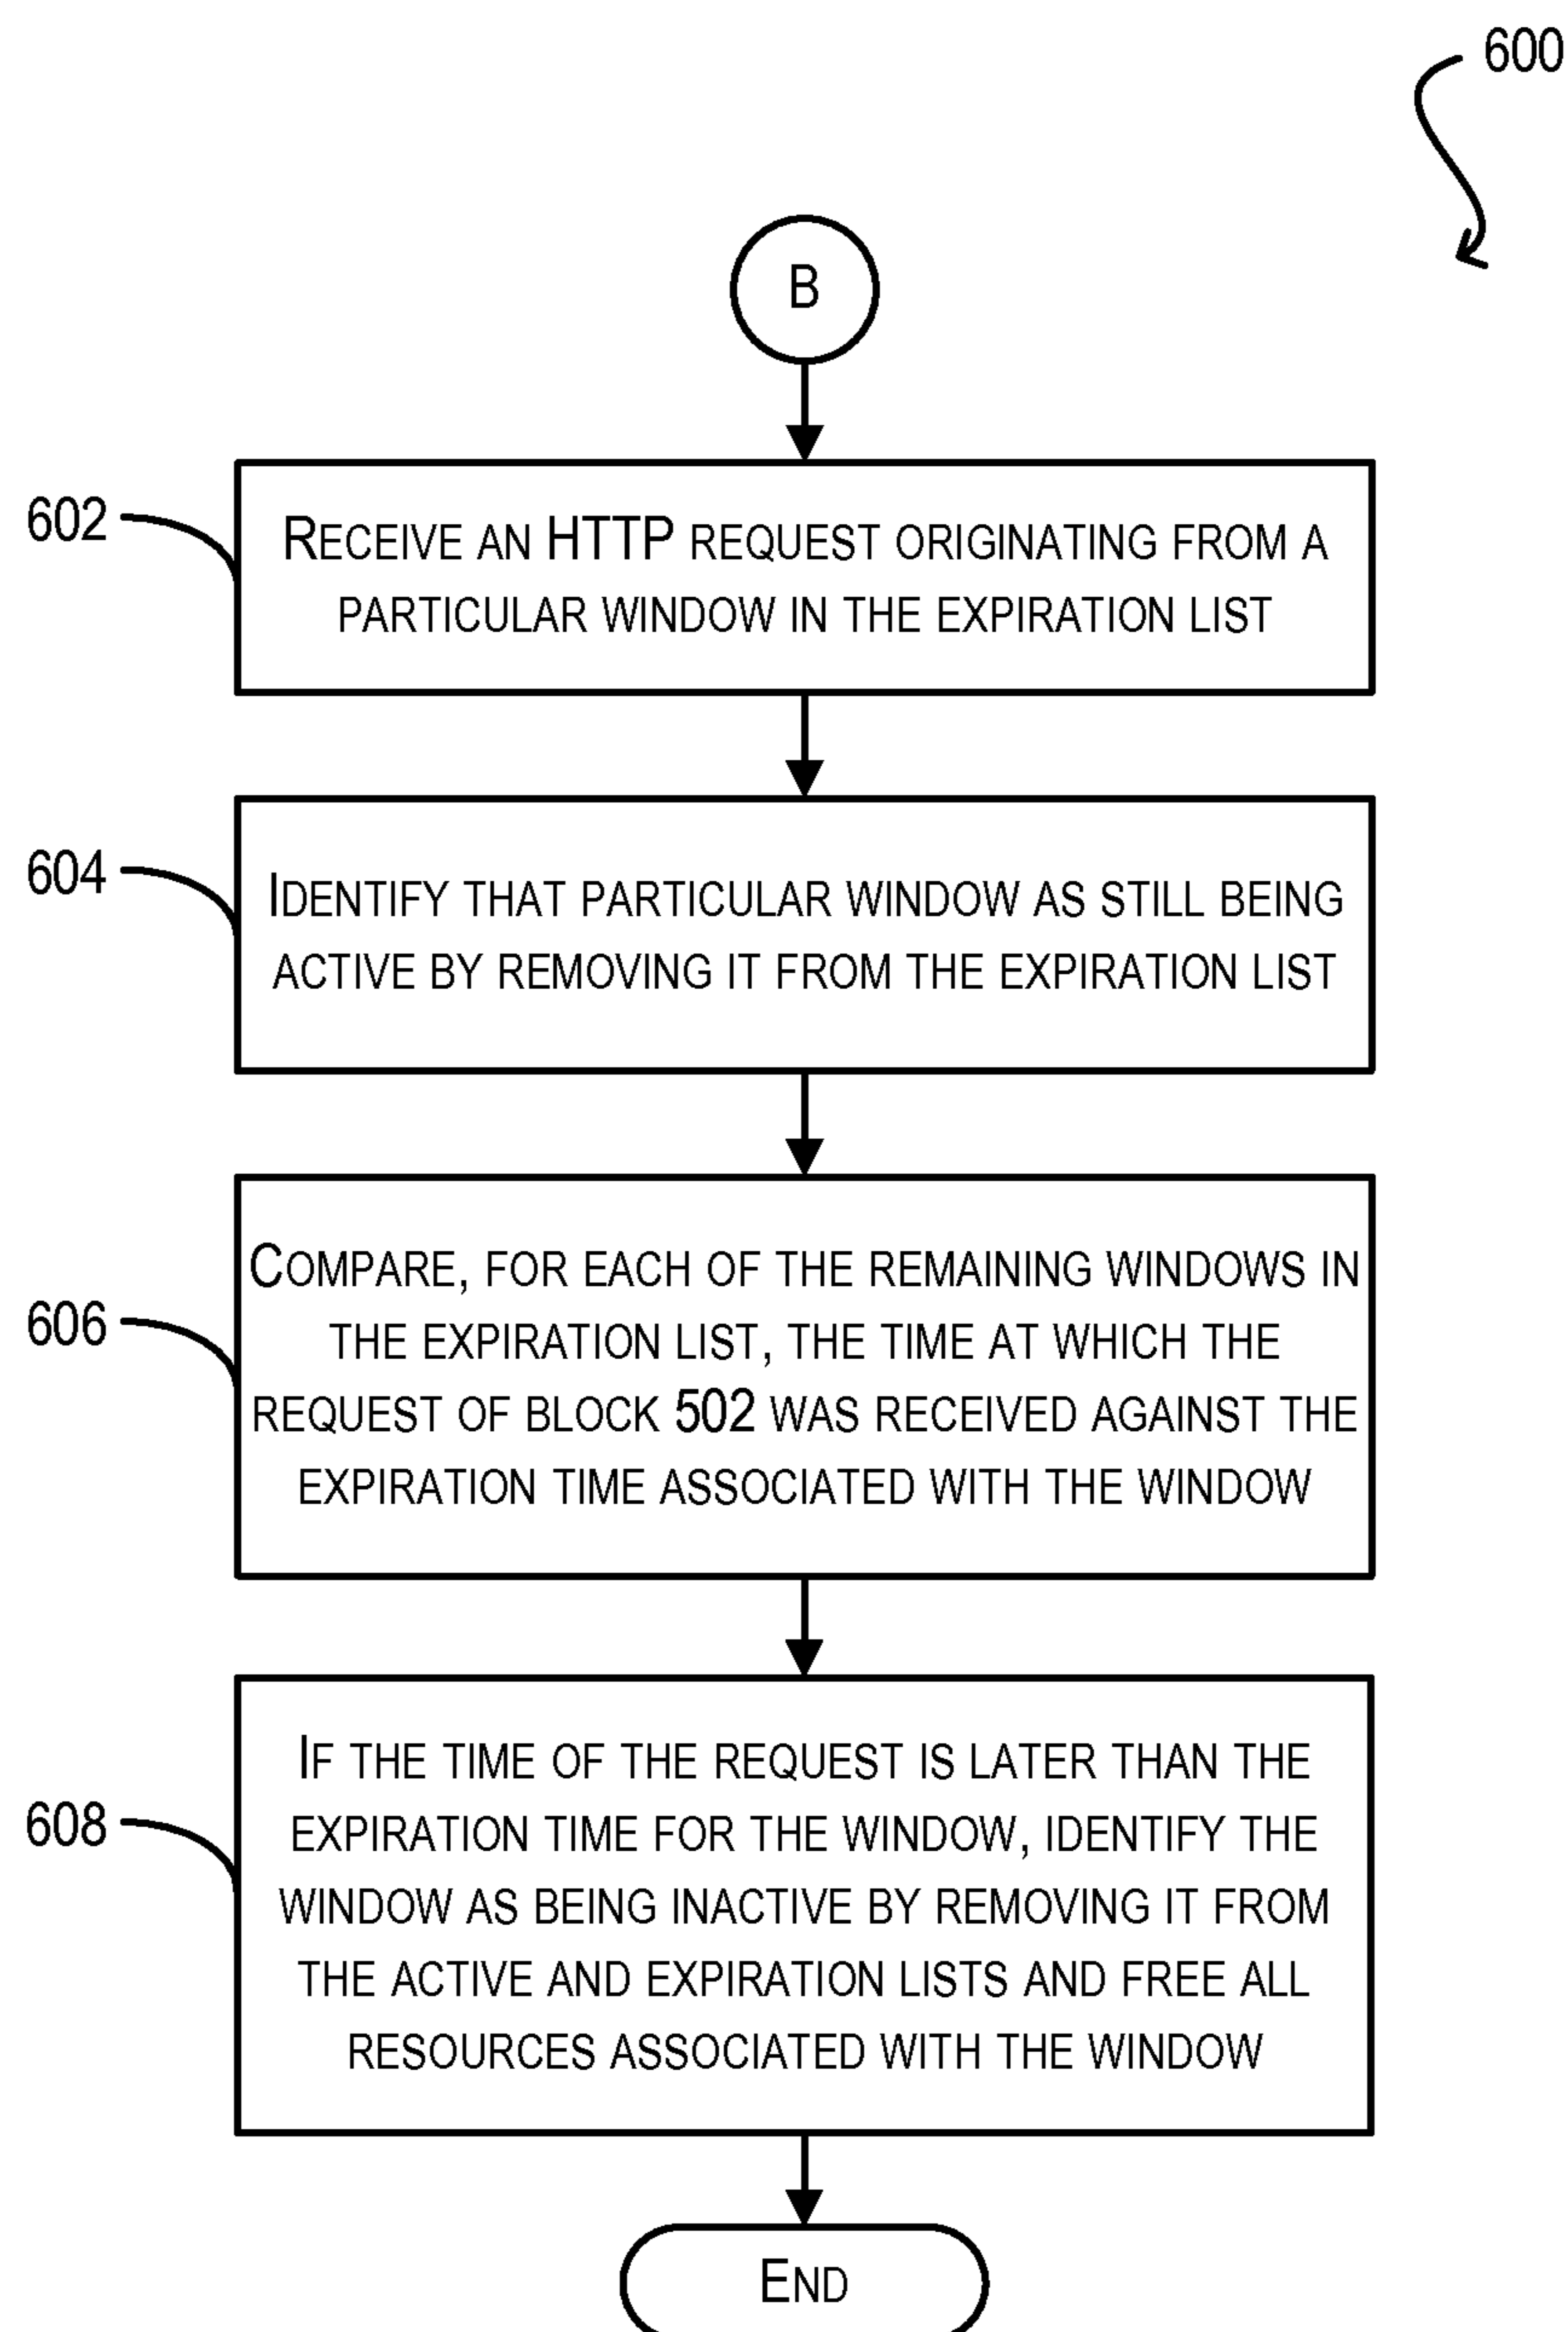 600
B
602
RECEIVE AN HTTP REQUEST ORIGINATING FROM A
PARTICULAR WINDOW IN THE EXPIRATION LIST
604
IDENTIFY THAT PARTICULAR WINDOW AS STILL BEING
ACTIVE BY REMOVING IT FROM THE EXPIRATION LIST
606
COMPARE, FOR EACH OF THE REMAINING WINDOWS IN
THE EXPIRATION LIST, THE TIME AT WHICH THE
REQUEST OF BLOCK 502 WAS RECEIVED AGAINST THE
EXPIRATION TIME ASSOCIATED WITH THE WINDOW
608
IF THE TIME OF THE REQUEST IS LATER THAN THE
EXPIRATION TIME FOR THE WINDOW, IDENTIFY THE
WINDOW AS BEING INACTIVE BY REMOVING IT FROM
THE ACTIVE AND EXPIRATION LISTS AND FREE ALL
RESOURCES ASSOCIATED WITH THE WINDOW
END